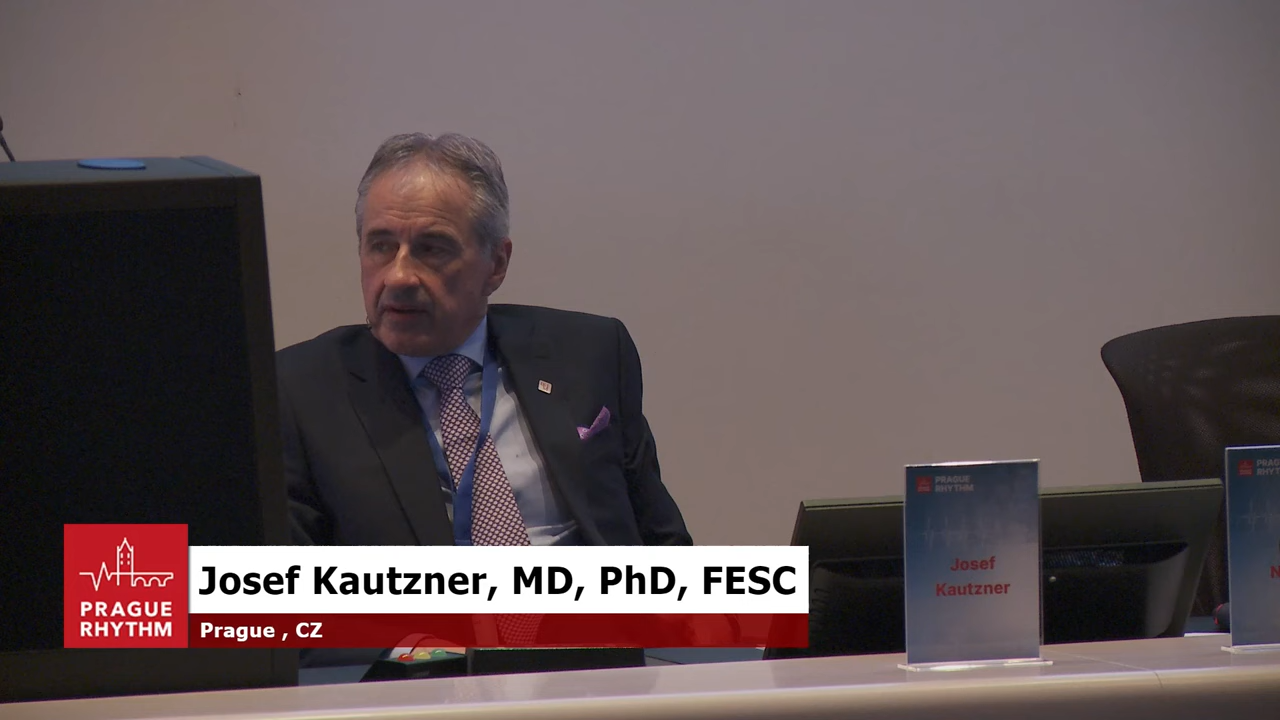 PRAGUE
RHYTHM
Josef Kautzner, MD, PhD, FESC
Prague , CZ
PRAGUE
RHYTHM
Josef
Kautzner